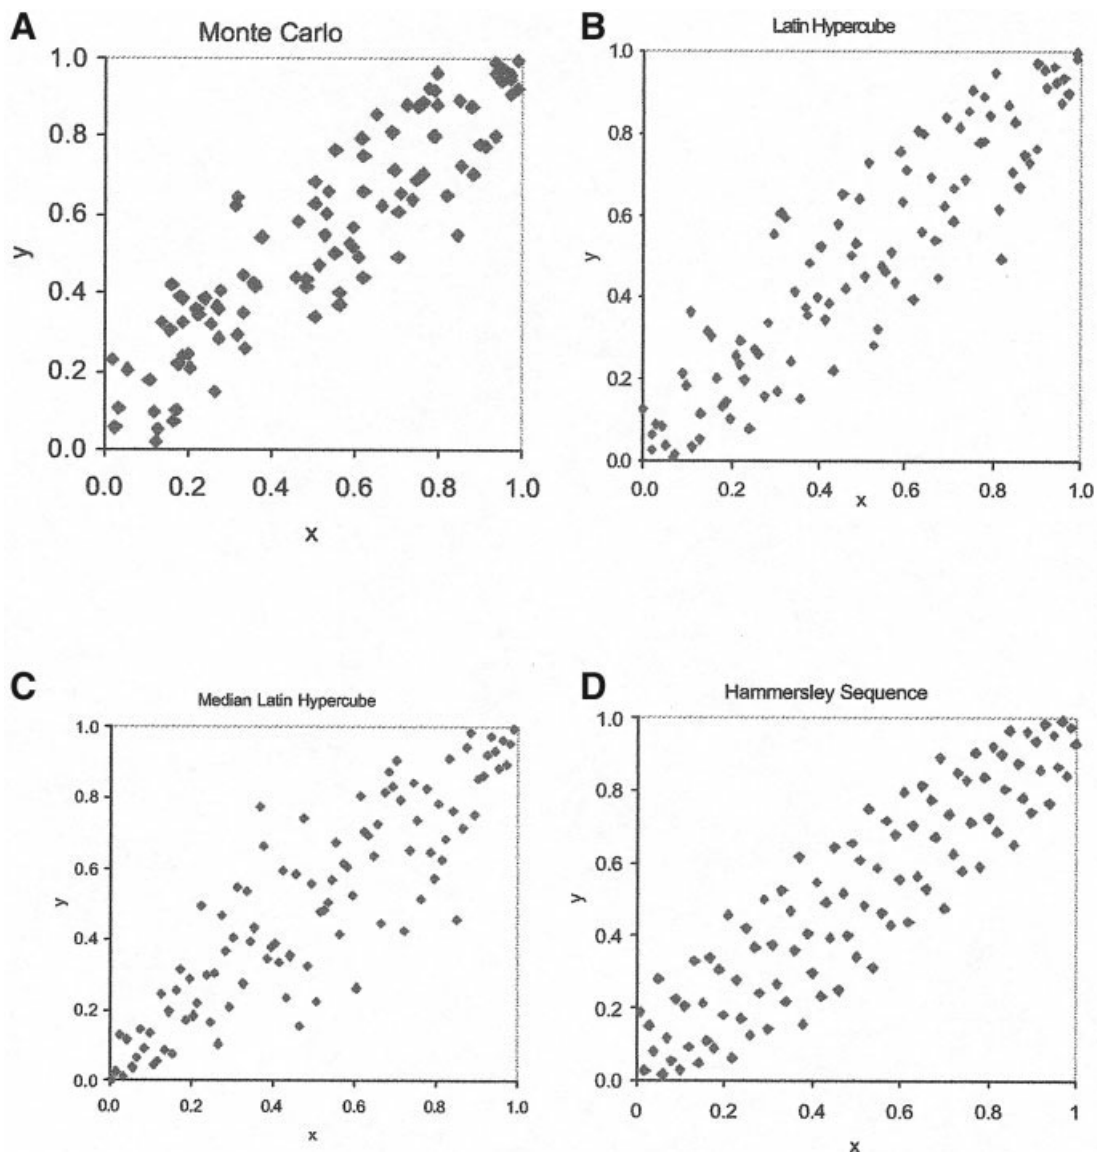 A
Monte Carlo
1.0
0.8
0.6
y
0.4
0.2
0.0
0.0 0.2 0.4 0.6 0.8 1.0
x
B
Latin Hypercube
1.0
0.8
0.6
y
0.4
0.2
0.0
0.0 0.2 0.4 0.6 0.8 1.0
x
C
Median Latin Hypercube
1.0
0.8
0.6
y
0.4
0.2
0.0
0.0 0.2 0.4 0.6 0.8 1.0
x
D
Hammersley Sequence
1.0
0.8
0.6
y
0.4
0.2
0.0
0 0.2 0.4 0.6 0.8 1.0
x